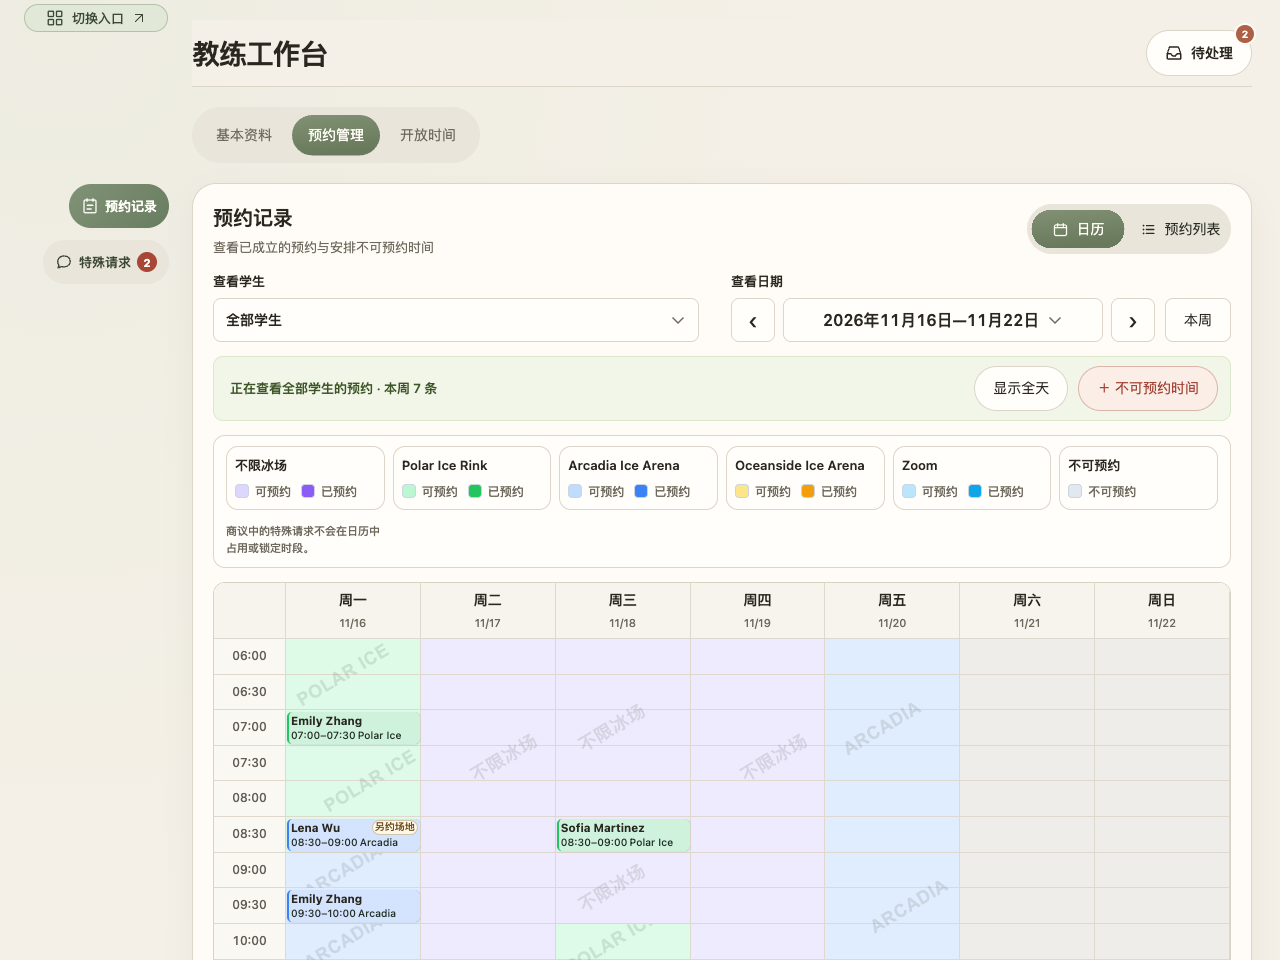 切换入口
教练工作台
待处理
2
基本资料
预约管理
开放时间
预约记录
特殊请求 2
预约记录
查看已成立的预约与安排不可预约时间
日历
预约列表
查看学生
查看日期
全部学生
‹
2026年11月16日—11月22日
›
本周
正在查看全部学生的预约 · 本周 7 条
显示全天
+ 不可预约时间
不限冰场
可预约 已预约
Polar Ice Rink
可预约 已预约
Arcadia Ice Arena
可预约 已预约
Oceanside Ice Arena
可预约 已预约
Zoom
可预约 已预约
不可预约
不可预约
商议中的特殊请求不会在日历中
占用或锁定时段。
周一 周二 周三 周四 周五 周六 周日
11/16 11/17 11/18 11/19 11/20 11/21 11/22
06:00
POLAR ICE
06:30
07:00
Emily Zhang
07:00–07:30 Polar Ice
不限冰场
ARCADIA
07:30
POLAR ICE
不限冰场
不限冰场
08:00
08:30
Lena Wu
另约场地
08:30–09:00 Arcadia
Sofia Martinez
08:30–09:00 Polar Ice
09:00
ARCADIA
不限冰场
09:30
Emily Zhang
09:30–10:00 Arcadia
ARCADIA
10:00
ARCADIA
POLAR ICE